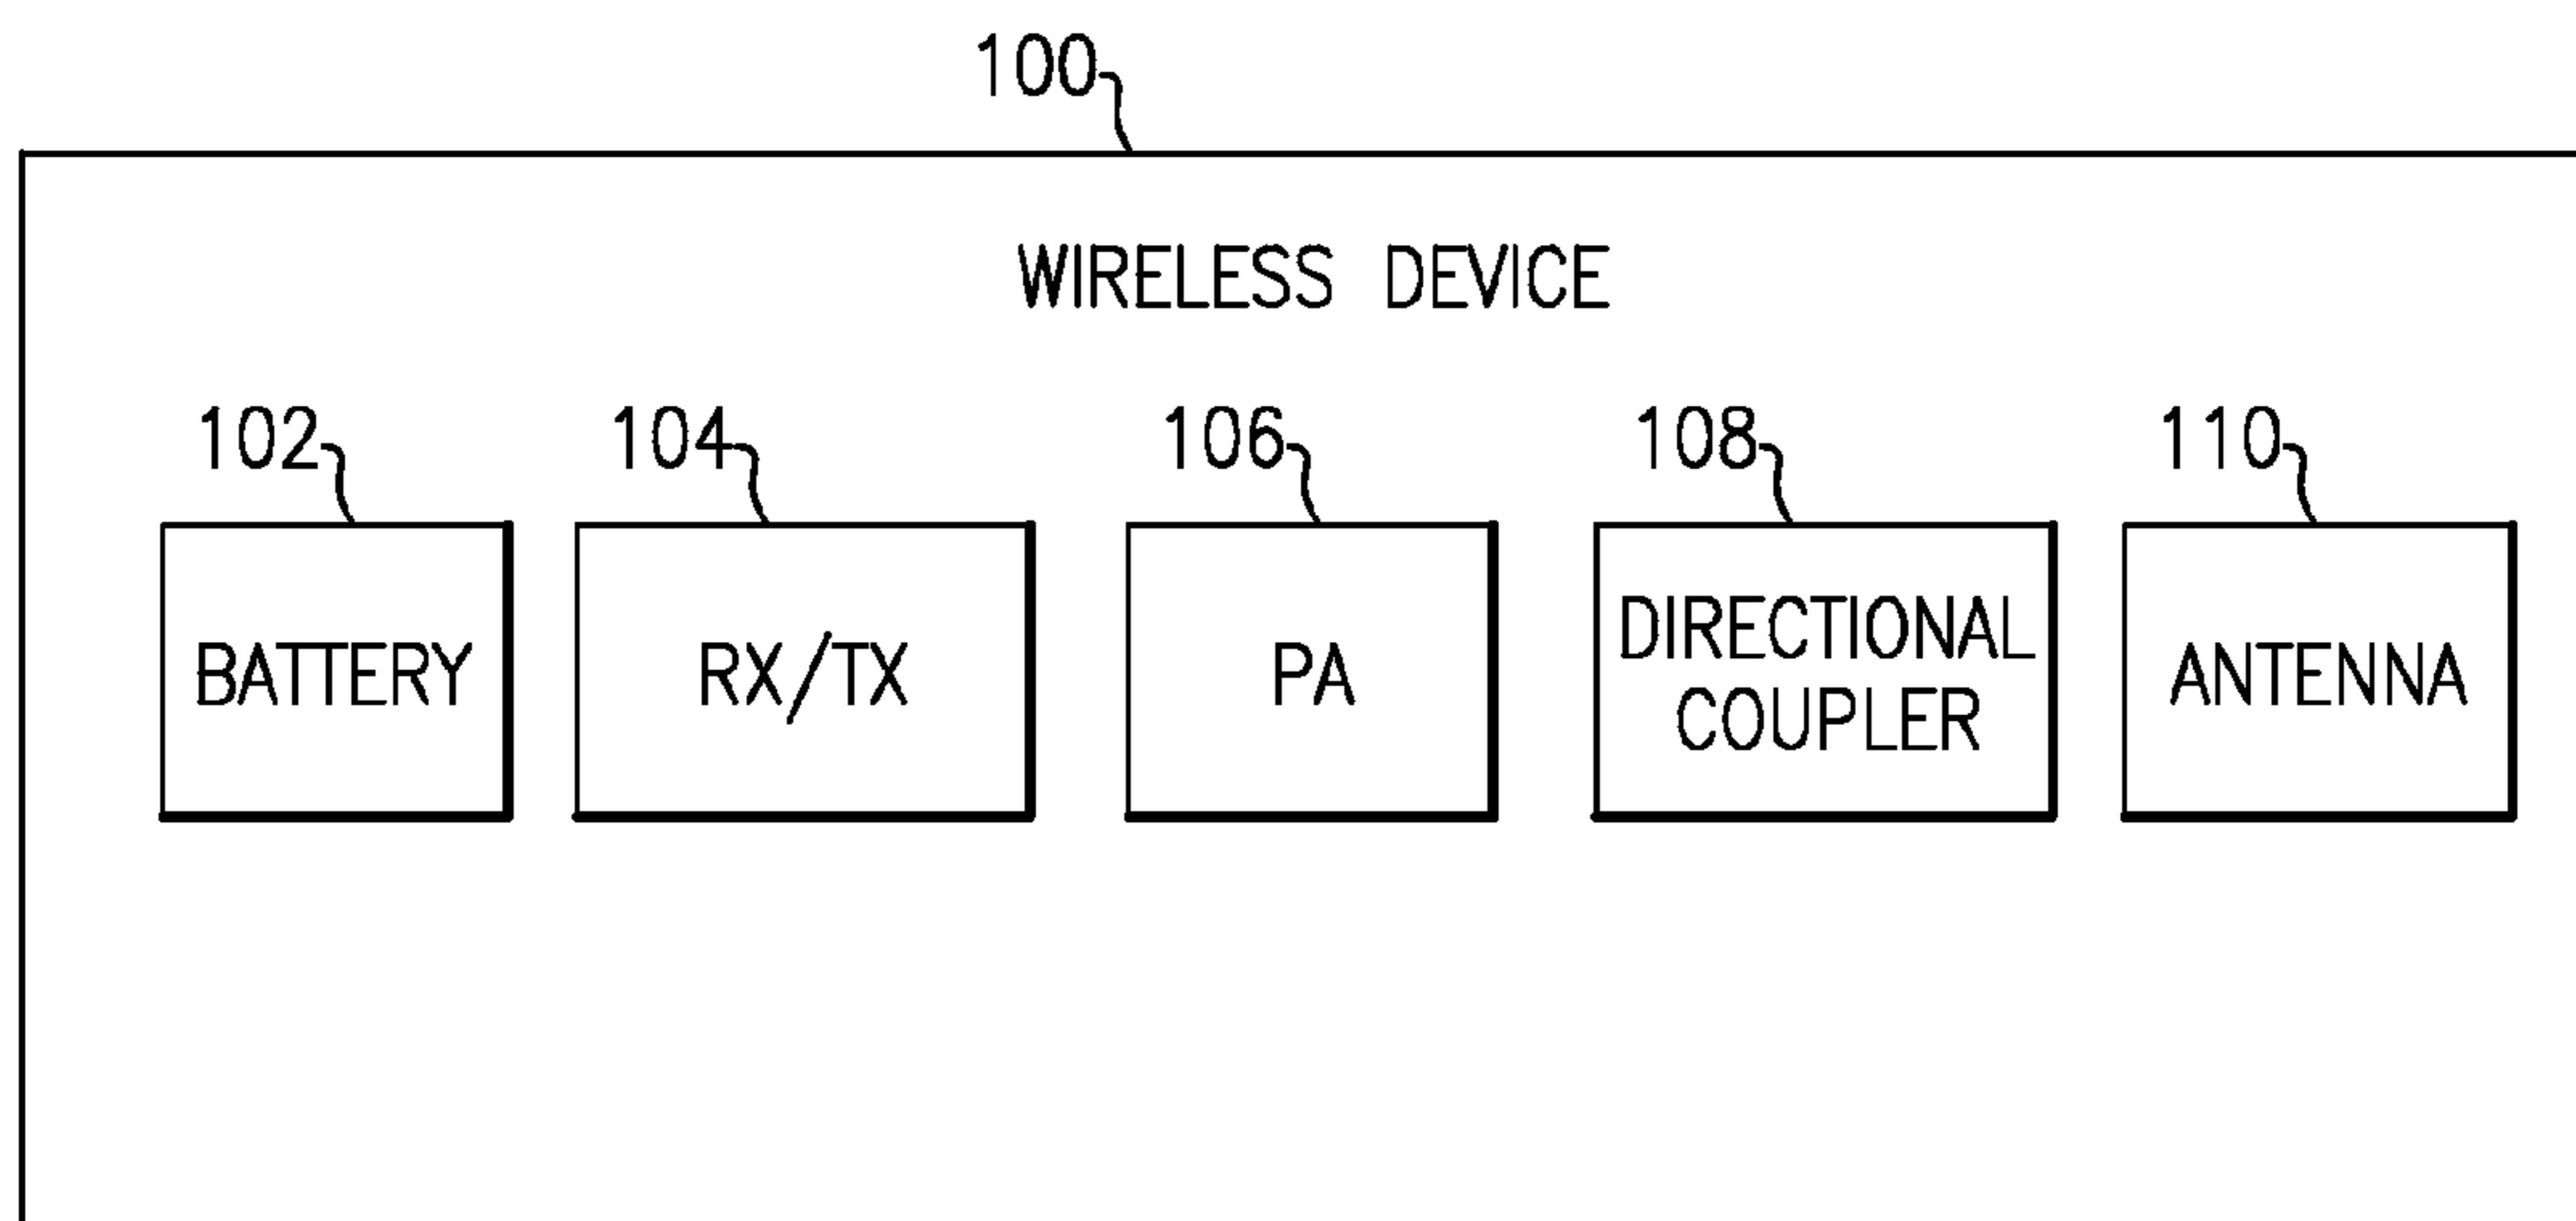 100
WIRELESS DEVICE
102 104 106 108 110
BATTERY
RX/TX
PA
DIRECTIONAL
COUPLER
ANTENNA